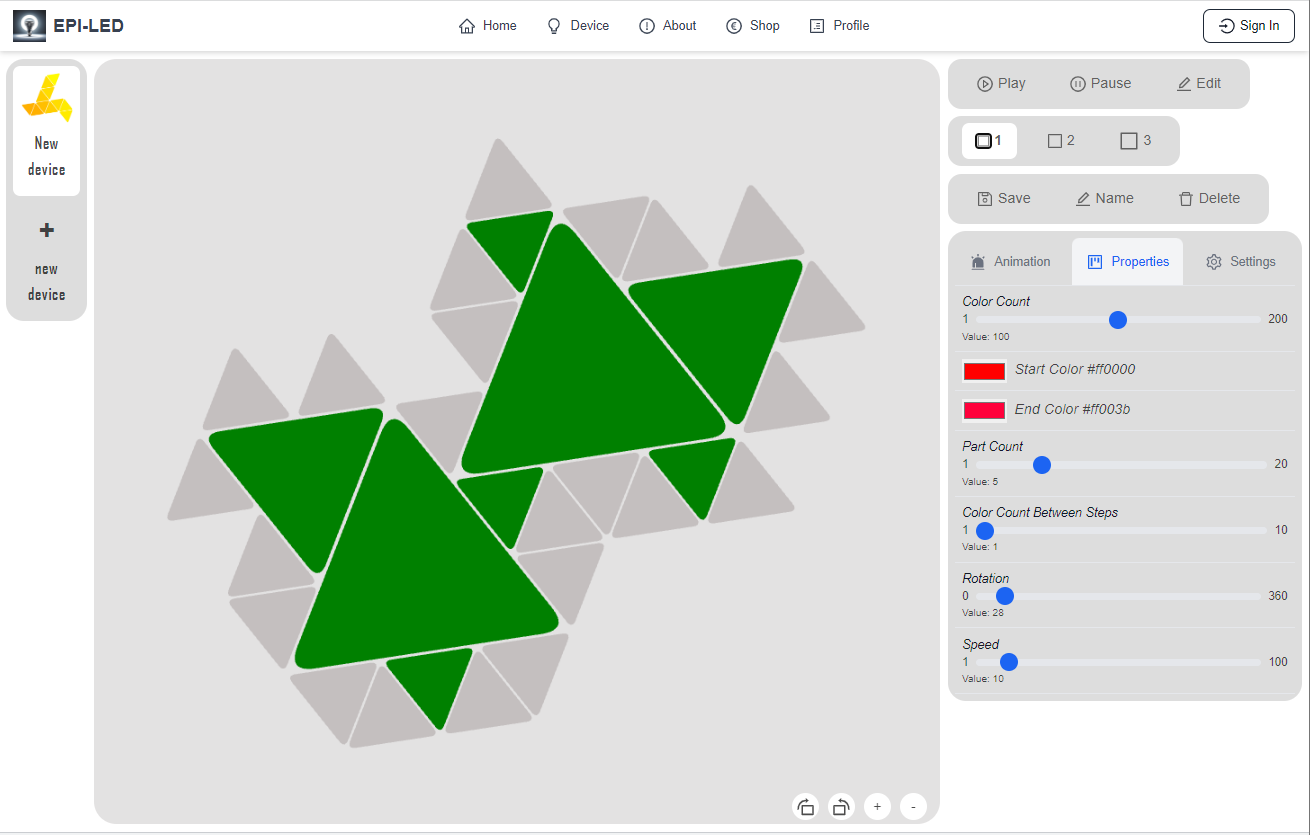 EPI-LED
Home Device About Shop Profile
Sign In
New
device
+
new
device
Play Pause Edit
1 2 3
Save Name Delete
Animation Properties Settings
Color Count
1 200
Value: 100
Start Color #ff0000
End Color #ff003b
Part Count
1 20
Value: 5
Color Count Between Steps
1 10
Value: 1
Rotation
0 360
Value: 28
Speed
1 100
Value: 10
+ -